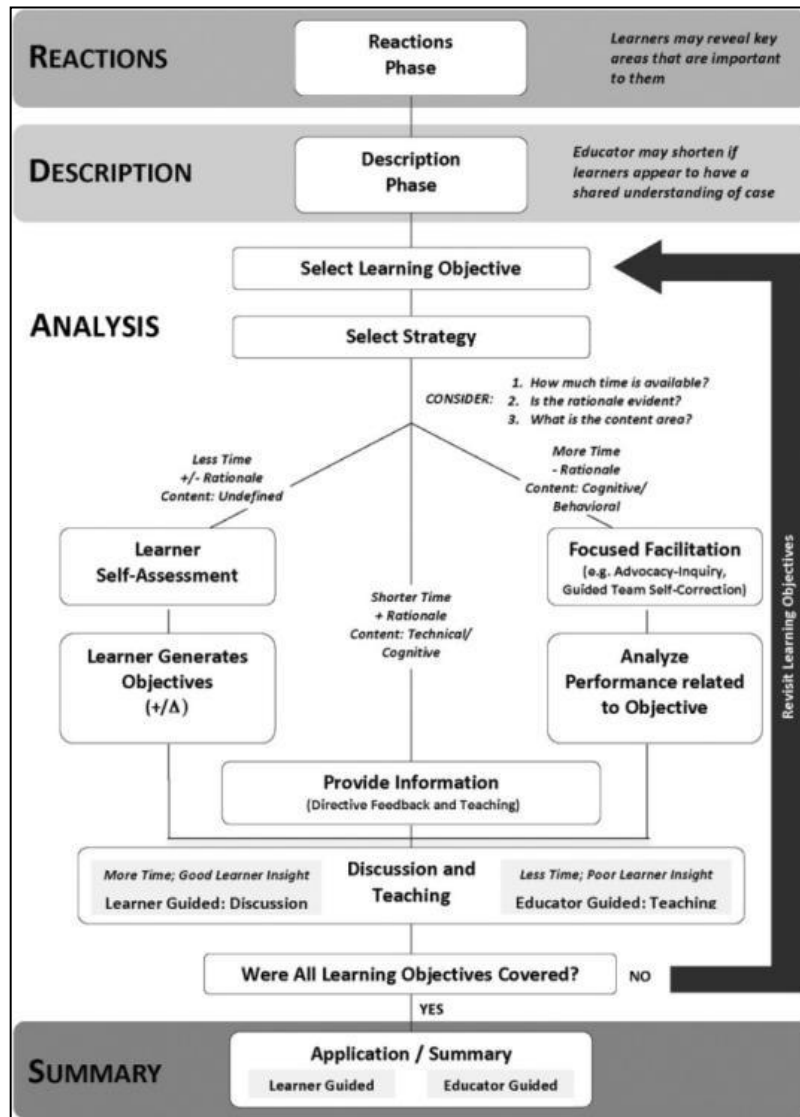 REACTIONS
Reactions
Phase
Learners may reveal key
areas that are important
to them
DESCRIPTION
Description
Phase
Educator may shorten if
learners appear to have a
shared understanding of case
Select Learning Objective
ANALYSIS
Select Strategy
CONSIDER:
1. How much time is available?
2. Is the rationale evident?
3. What is the content area?
Less Time
+/- Rationale
Content: Undefined
More Time
- Rationale
Content: Cognitive/
Behavioral
Learner
Self-Assessment
Shorter Time
+ Rationale
Content: Technical/
Cognitive
Focused Facilitation
(e.g. Advocacy-Inquiry,
Guided Team Self-Correction)
Learner Generates
Objectives
(+/Δ)
Analyze
Performance related
to Objective
Revisit Learning Objectives
Provide Information
(Directive Feedback and Teaching)
More Time; Good Learner Insight
Learner Guided: Discussion
Discussion and
Teaching
Less Time; Poor Learner Insight
Educator Guided: Teaching
Were All Learning Objectives Covered?
NO
YES
SUMMARY
Application / Summary
Learner Guided
Educator Guided